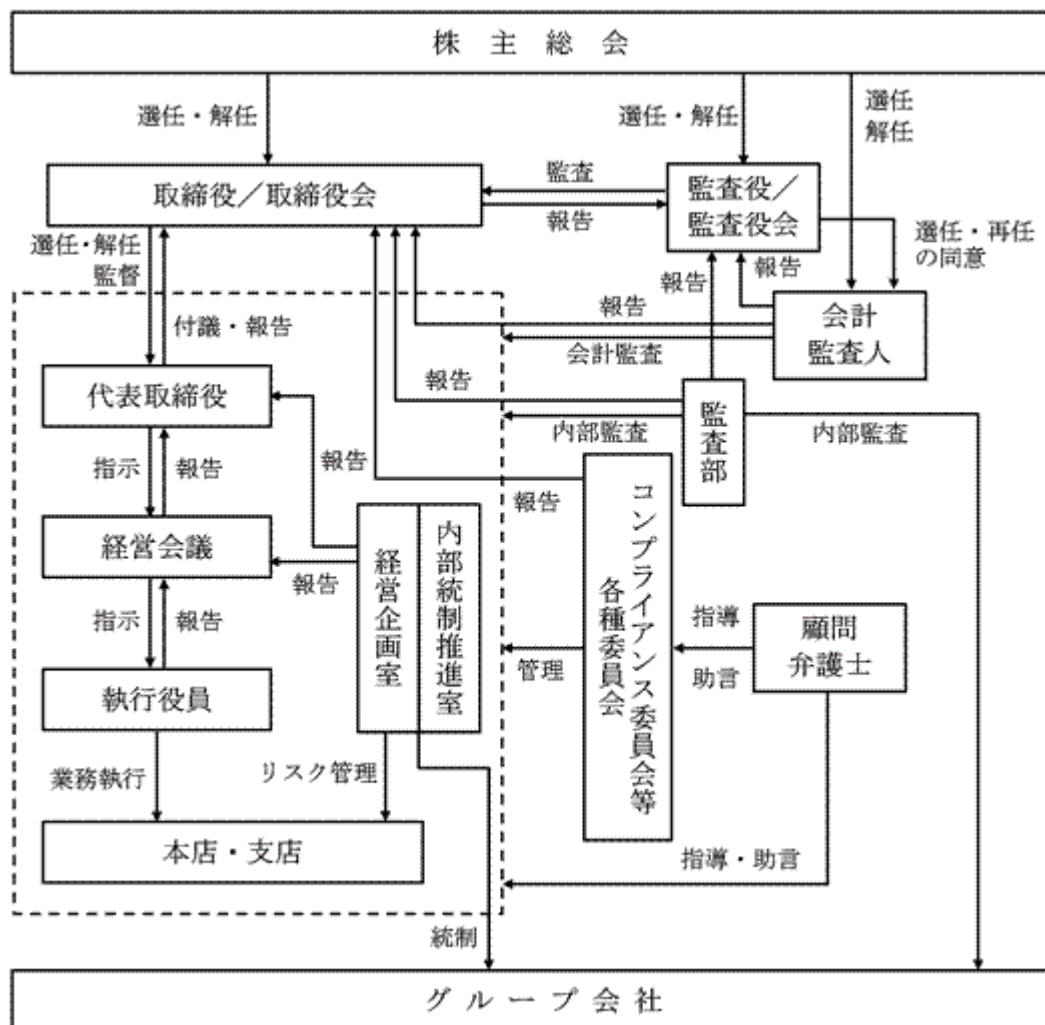 株主総会
選任・解任
選任・解任
選任
解任
取締役／取締役会
監査
報告
監査役／
監査役会
選任・再任
の同意
選任・解任
監督
付議・報告
報告
報告
報告
会計監査
会計
監査人
代表取締役
報告
内部監査
監査部
内部監査
指示
報告
報告
報告
経営会議
報告
経営企画室
内部統制推進室
コンプライアンス委員会等
各種委員会
指示
報告
管理
指導
助言
顧問
弁護士
執行役員
業務執行
リスク管理
本店・支店
指導・助言
統制
グループ会社